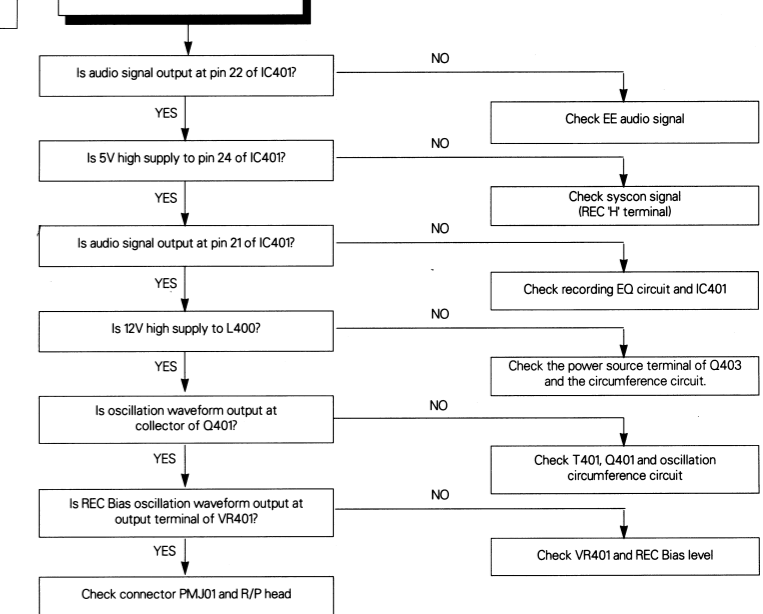 Is audio signal output at pin 22 of IC401?
NO
YES
Check EE audio signal
Is 5V high supply to pin 24 of IC401?
NO
YES
Check syscon signal
(REC 'H' terminal)
Is audio signal output at pin 21 of IC401?
NO
YES
Check recording EQ circuit and IC401
Is 12V high supply to L400?
NO
YES
Check the power source terminal of Q403
and the circumference circuit.
Is oscillation waveform output at
collector of Q401?
NO
YES
Check T401, Q401 and oscillation
circumference circuit
Is REC Bias oscillation waveform output at
output terminal of VR401?
NO
YES
Check VR401 and REC Bias level
Check connector PMJ01 and R/P head